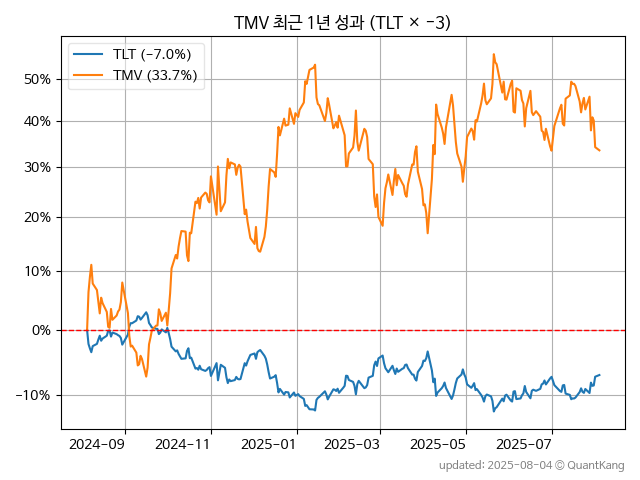 TMV 최근 1년 성과 (TLT × −3)
TLT (−7.0%)
TMV (33.7%)
50%
40%
30%
20%
10%
0%
−10%
2024-09 2024-11 2025-01 2025-03 2025-05 2025-07
updated: 2025-08-04 © QuantKang